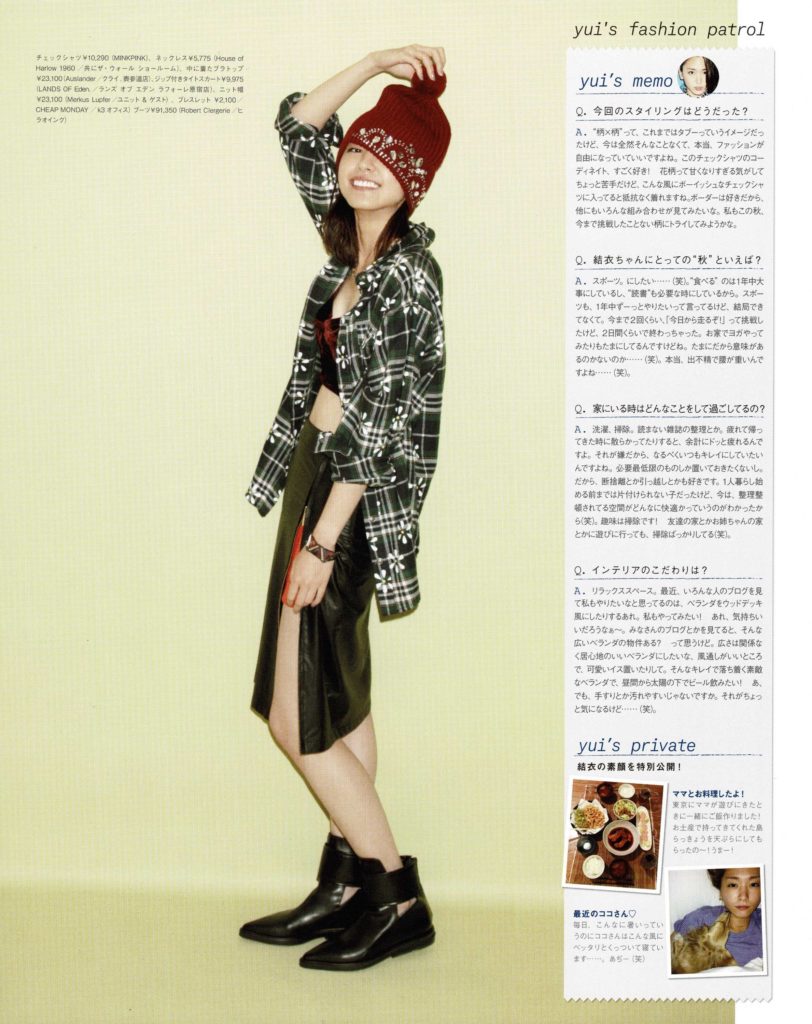 yui's fashion patrol
チェックシャツ¥10,290（MINKPINK）、ネックレス¥5,775（House of
Harlow 1960／共にザ・ウォール ショールーム）、中に着たブラトップ
¥23,100（Auslander／クライ. 表参道店）、ジップ付きタイトスカート¥9,975
（LANDS OF Eden.／ランズ オブ エデン ラフォーレ原宿店）、ニット帽
¥23,100（Merkus Lupfer／ユニット＆ゲスト）、ブレスレット ¥2,100／
CHEAP MONDAY ／ k3 オフィス）ブーツ¥91,350（Robert Clergerie／ヒ
ラオインク）
yui's memo
Q. 今回のスタイリングはどうだった？
A. “柄×柄”って、これまではタブーっていうイメージだっ
たけど、今は全然そんなことなくて、本当、ファッションが
自由になっていていいですよね。このチェックシャツのコー
ディネイト、すごく好き！　花柄って甘くなりすぎる気がして
ちょっと苦手だけど、こんな風にボーイッシュなチェックシャ
ツに入ってると抵抗なく着れますね。ボーダーは好きだから、
他にもいろんな組み合わせが見てみたいな。私もこの秋、
今まで挑戦したことない柄にトライしてみようかな。
Q. 結衣ちゃんにとっての“秋”といえば？
A. スポーツ。にしたい……（笑）。“食べる”のは1年中大
事にしているし、“読書”も必要な時にしているから。スポー
ツも、1年中ずーっとやりたいって言ってるけど、結局でき
てなくて。今まで2回くらい、「今日から走るぞ！」って挑戦し
たけど、2日間くらいで終わっちゃった。お家でヨガやって
みたりもたまにしてるんですけどね。たまにだから意味があ
るのかないのか……（笑）。本当、出不精で腰が重いんで
すよね……（笑）。
Q. 家にいる時はどんなことをして過ごしてるの？
A. 洗濯、掃除。読まない雑誌の整理とか。疲れて帰っ
てきた時に散らかってたりすると、余計にドッと疲れるんで
すよ。それが嫌だから、なるべくいつもキレイにしていたい
んですよね。必要最低限のものしか置いておきたくないし。
だから、断捨離とか引っ越しとかも好きです。1人暮らし始
める前までは片付けられない子だったけど、今は、整理整
頓されてる空間がどんなに快適かっていうのがわかったか
ら（笑）。趣味は掃除です！　友達の家とかお姉ちゃんの家
とかに遊びに行っても、掃除ばっかりしてる（笑）。
Q. インテリアのこだわりは？
A. リラックススペース。最近、いろんな人のブログを見
て私もやりたいなと思ってるのは、ベランダをウッドデッキ
風にしたりするあれ。私もやってみたい！　あれ、気持ちい
いだろうなぁ〜。みなさんのブログとかを見てると、そんな
広いベランダの物件ある？　って思うけど。広さは関係な
く居心地のいいベランダにしたいな、風通しがいいところ
で、可愛いイス置いたりして。そんなキレイで落ち着く素敵
なベランダで、昼間から太陽の下でビール飲みたい！　あ、
でも、手すりとか汚れやすいじゃないですか。それがちょっ
と気になるけど……（笑）。
yui's private
結衣の素顔を特別公開！
ママとお料理したよ！
東京にママが遊びにきたと
きに一緒にご飯作りました！
お土産で持ってきてくれた島
らっきょうを天ぷらにしても
らったの〜！うまー！
最近のココさん♡
毎日、こんなに暑いってい
うのにココさんはこんな風に
ベッタリとくっついて寝てい
ます……。あぢー（笑）